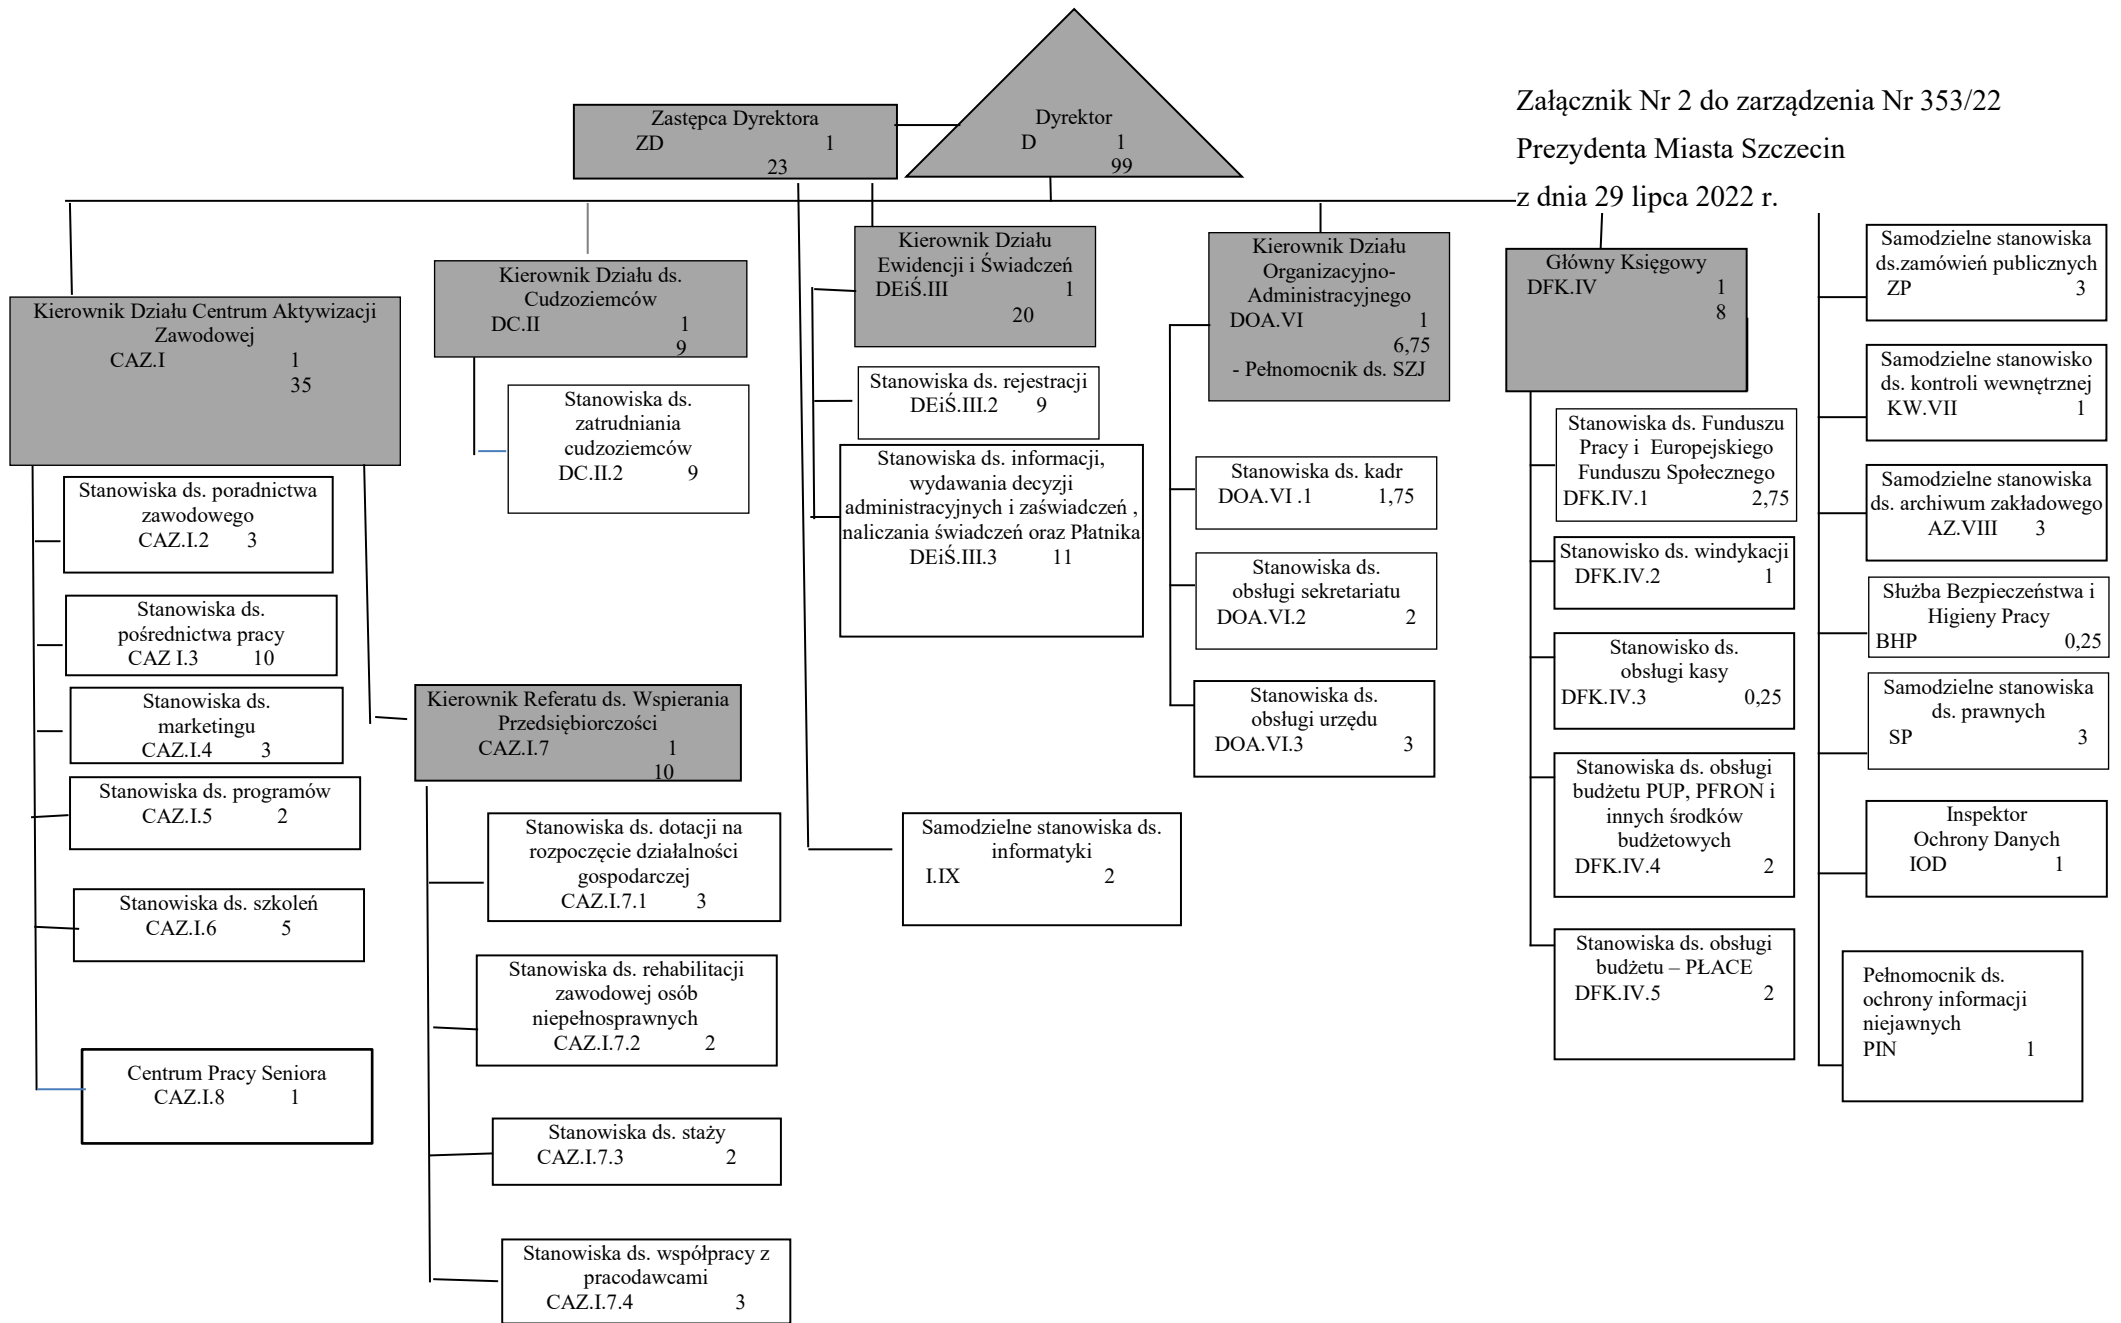 Załącznik Nr 2 do zarządzenia Nr 353/22
Prezydenta Miasta Szczecin
z dnia 29 lipca 2022 r.
Dyrektor
D 1
99
Zastępca Dyrektora
ZD 1
23
Kierownik Działu Centrum Aktywizacji
Zawodowej
CAZ.I 1
35
Stanowiska ds. poradnictwa
zawodowego
CAZ.I.2 3
Stanowiska ds.
pośrednictwa pracy
CAZ I.3 10
Stanowiska ds.
marketingu
CAZ.I.4 3
Stanowiska ds. programów
CAZ.I.5 2
Stanowiska ds. szkoleń
CAZ.I.6 5
Centrum Pracy Seniora
CAZ.I.8 1
Kierownik Referatu ds. Wspierania
Przedsiębiorczości
CAZ.I.7 1
10
Stanowiska ds. dotacji na
rozpoczęcie działalności
gospodarczej
CAZ.I.7.1 3
Stanowiska ds. rehabilitacji
zawodowej osób
niepełnosprawnych
CAZ.I.7.2 2
Stanowiska ds. staży
CAZ.I.7.3 2
Stanowiska ds. współpracy z
pracodawcami
CAZ.I.7.4 3
Kierownik Działu ds.
Cudzoziemców
DC.II 1
9
Stanowiska ds.
zatrudniania
cudzoziemców
DC.II.2 9
Kierownik Działu
Ewidencji i Świadczeń
DEiŚ.III 1
20
Stanowiska ds. rejestracji
DEiŚ.III.2 9
Stanowiska ds. informacji,
wydawania decyzji
administracyjnych i zaświadczeń ,
naliczania świadczeń oraz Płatnika
DEiŚ.III.3 11
Samodzielne stanowiska ds.
informatyki
I.IX 2
Kierownik Działu
Organizacyjno-
Administracyjnego
DOA.VI 1
6,75
- Pełnomocnik ds. SZJ
Stanowiska ds. kadr
DOA.VI .1 1,75
Stanowiska ds.
obsługi sekretariatu
DOA.VI.2 2
Stanowiska ds.
obsługi urzędu
DOA.VI.3 3
Główny Księgowy
DFK.IV 1
8
Stanowiska ds. Funduszu
Pracy i Europejskiego
Funduszu Społecznego
DFK.IV.1 2,75
Stanowisko ds. windykacji
DFK.IV.2 1
Stanowisko ds.
obsługi kasy
DFK.IV.3 0,25
Stanowiska ds. obsługi
budżetu PUP, PFRON i
innych środków
budżetowych
DFK.IV.4 2
Stanowiska ds. obsługi
budżetu – PŁACE
DFK.IV.5 2
Samodzielne stanowiska
ds.zamówień publicznych
ZP 3
Samodzielne stanowisko
ds. kontroli wewnętrznej
KW.VII 1
Samodzielne stanowiska
ds. archiwum zakładowego
AZ.VIII 3
Służba Bezpieczeństwa i
Higieny Pracy
BHP 0,25
Samodzielne stanowiska
ds. prawnych
SP 3
Inspektor
Ochrony Danych
IOD 1
Pełnomocnik ds.
ochrony informacji
niejawnych
PIN 1